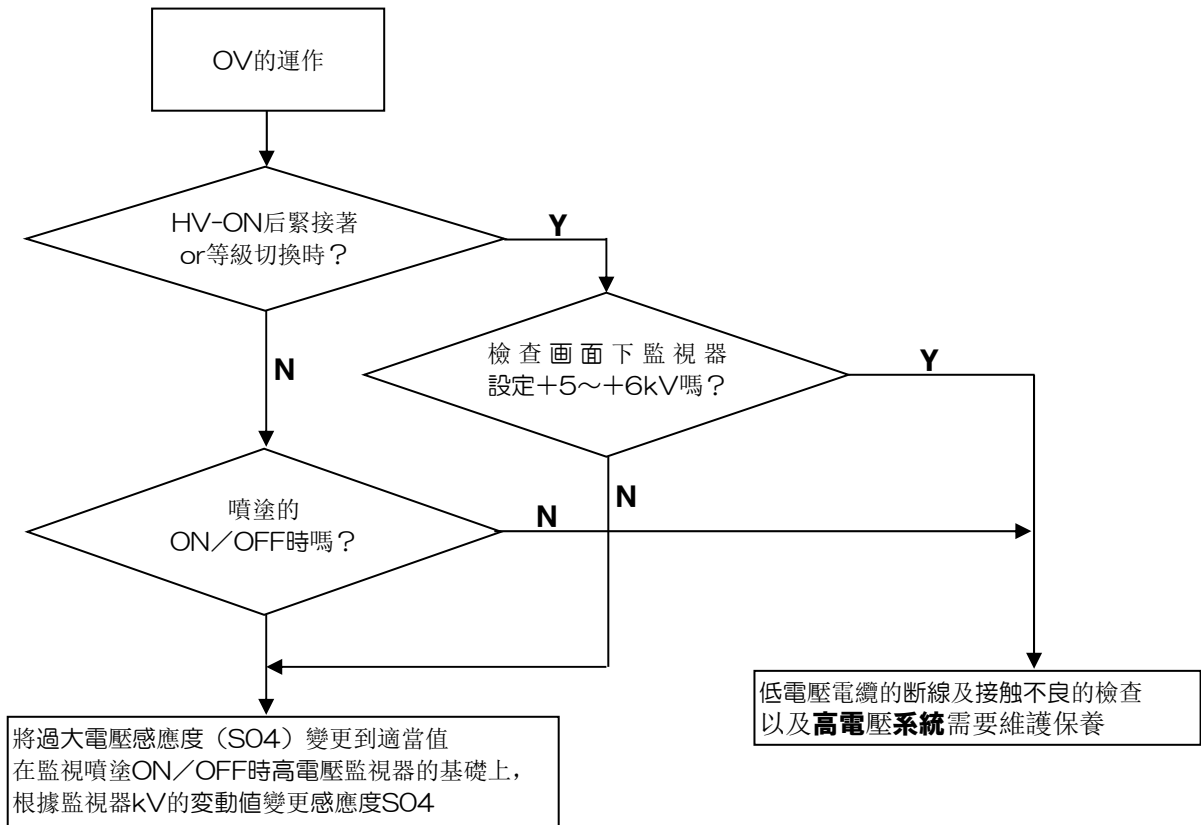 OV的運作
HV-ON后緊接著
or等級切換時？
Y
檢查画面下監視器
設定＋5～＋6kV嗎？
Y
N
N
噴塗的
ON／OFF時嗎？
N
低電壓電纜的断線及接触不良的檢查
以及高電壓系統需要維護保養
將過大電壓感應度（S04）變更到適當值
在監視噴塗ON／OFF時高電壓監視器的基礎上，
根據監視器kV的変動值變更感應度S04